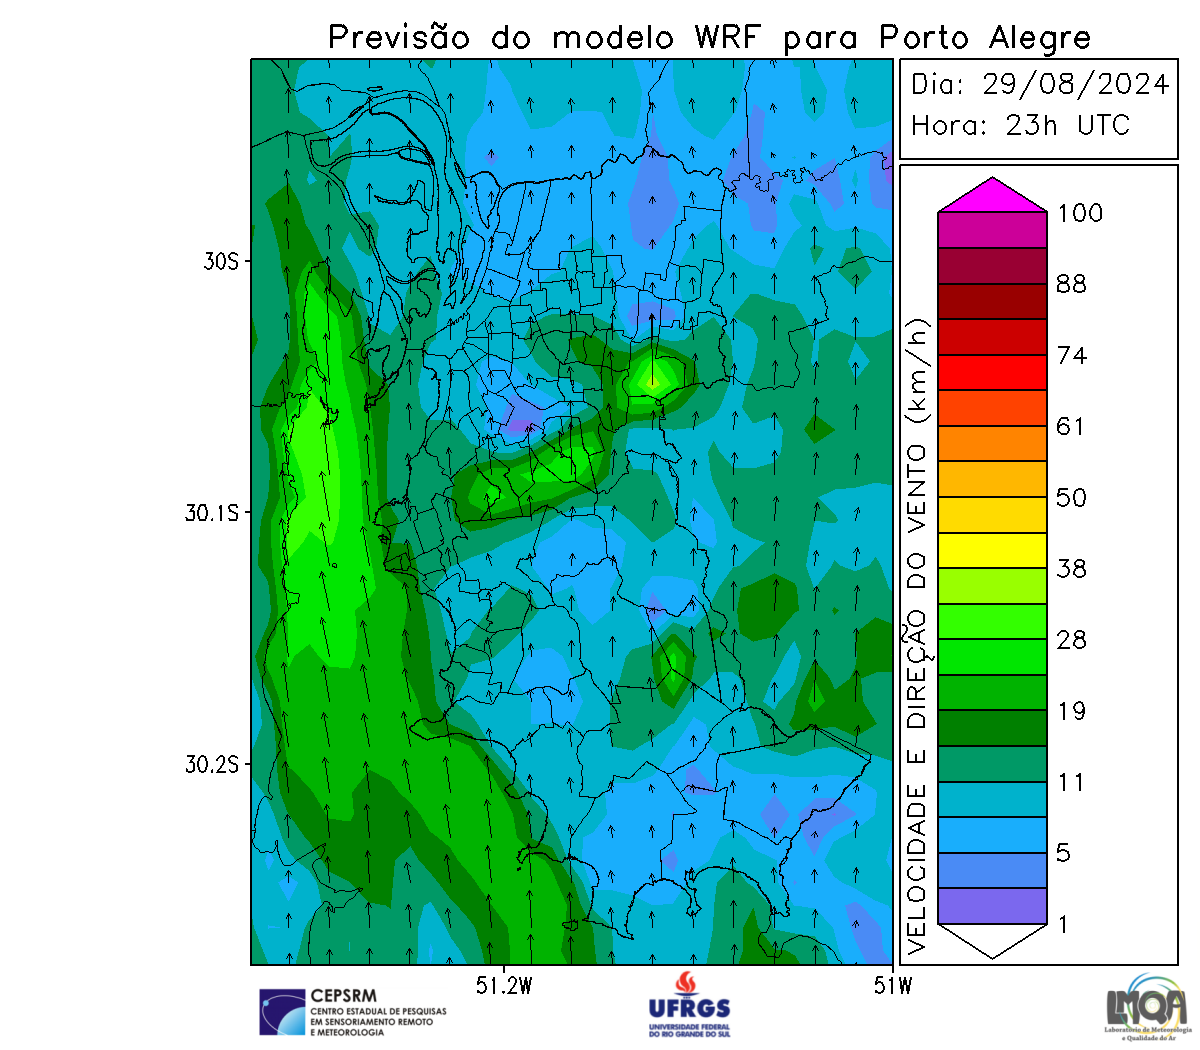 Previsão do modelo WRF para Porto Alegre
Dia: 29/08/2024
Hora: 23h UTC
30S
30.1S
30.2S
51.2W
51W
VELOCIDADE E DIREÇÃO DO VENTO (km/h)
100
88
74
61
50
38
28
19
11
5
1
CEPSRM
CENTRO ESTADUAL DE PESQUISAS
EM SENSORIAMENTO REMOTO
E METEOROLOGIA
UFRGS
UNIVERSIDADE FEDERAL
DO RIO GRANDE DO SUL
LMQA
Laboratório de Meteorologia
e Qualidade do Ar